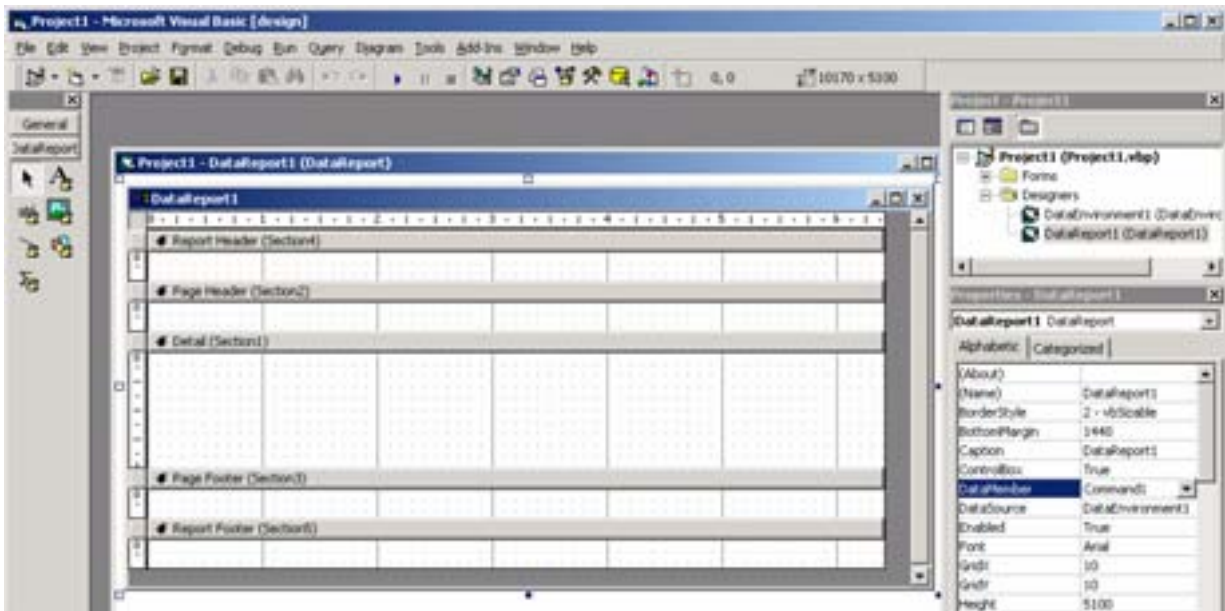 Project1 - Microsoft Visual Basic [design]
File Edit View Project Format Debug Run Query Diagram Tools Add-Ins Window Help
0, 0
10170 x 5100
General
DataReport
Project1 - DataReport1 (DataReport)
DataReport1
Report Header (Section4)
Page Header (Section2)
Detail (Section1)
Page Footer (Section3)
Report Footer (Section5)
Project - Project1
Project1 (Project1.vbp)
Forms
Designers
DataEnvironment1 (DataEnvirc
DataReport1 (DataReport1)
Properties - DataReport1
DataReport1 DataReport
Alphabetic Categorized
(About)
(Name) DataReport1
BorderStyle 2 - vbSizable
BottomMargin 1440
Caption DataReport1
ControlBox True
DataMember Command1
DataSource DataEnvironment1
Enabled True
Font Arial
GridX 10
GridY 10
Height 5100